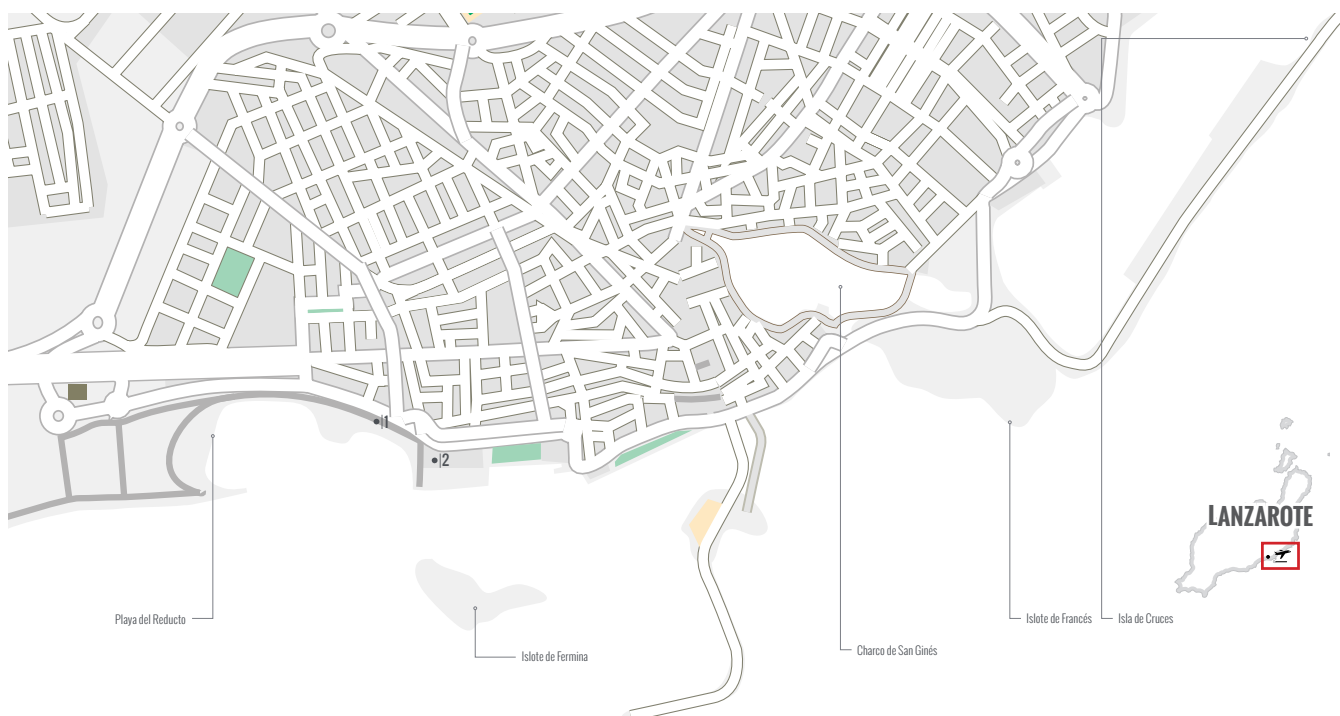 1
2
LANZAROTE
Playa del Reducto
Islote de Francés
Isla de Cruces
Charco de San Ginés
Islote de Fermina